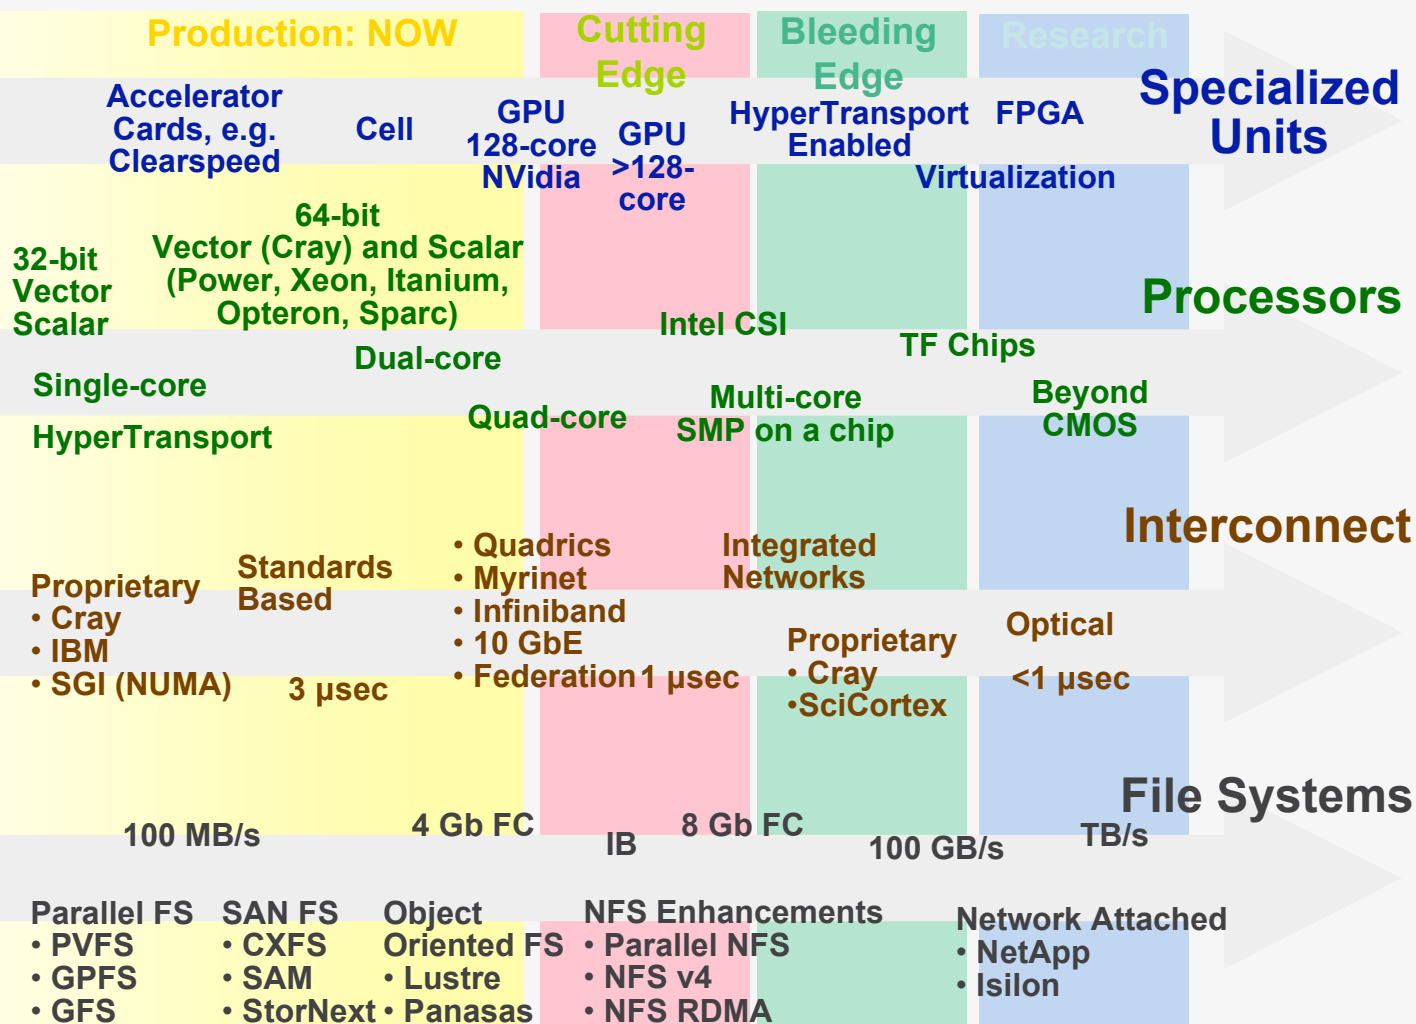 Production: NOW
Cutting
Edge
Bleeding
Edge
Research
Specialized
Units
Accelerator
Cards, e.g.
Clearspeed
Cell
GPU
128-core
NVidia
GPU
>128-
core
HyperTransport
Enabled
FPGA
Virtualization
Processors
32-bit
Vector
Scalar
64-bit
Vector (Cray) and Scalar
(Power, Xeon, Itanium,
Opteron, Sparc)
Intel CSI
TF Chips
Single-core
Dual-core
HyperTransport
Quad-core
Multi-core
SMP on a chip
Beyond
CMOS
Interconnect
Proprietary
• Cray
• IBM
• SGI (NUMA)
Standards
Based
3 µsec
• Quadrics
• Myrinet
• Infiniband
• 10 GbE
• Federation
1 µsec
Integrated
Networks
Proprietary
• Cray
•SciCortex
Optical
<1 µsec
File Systems
100 MB/s
4 Gb FC
IB
8 Gb FC
100 GB/s
TB/s
Parallel FS
• PVFS
• GPFS
• GFS
SAN FS
• CXFS
• SAM
• StorNext
Object
Oriented FS
• Lustre
• Panasas
NFS Enhancements
• Parallel NFS
• NFS v4
• NFS RDMA
Network Attached
• NetApp
• Isilon